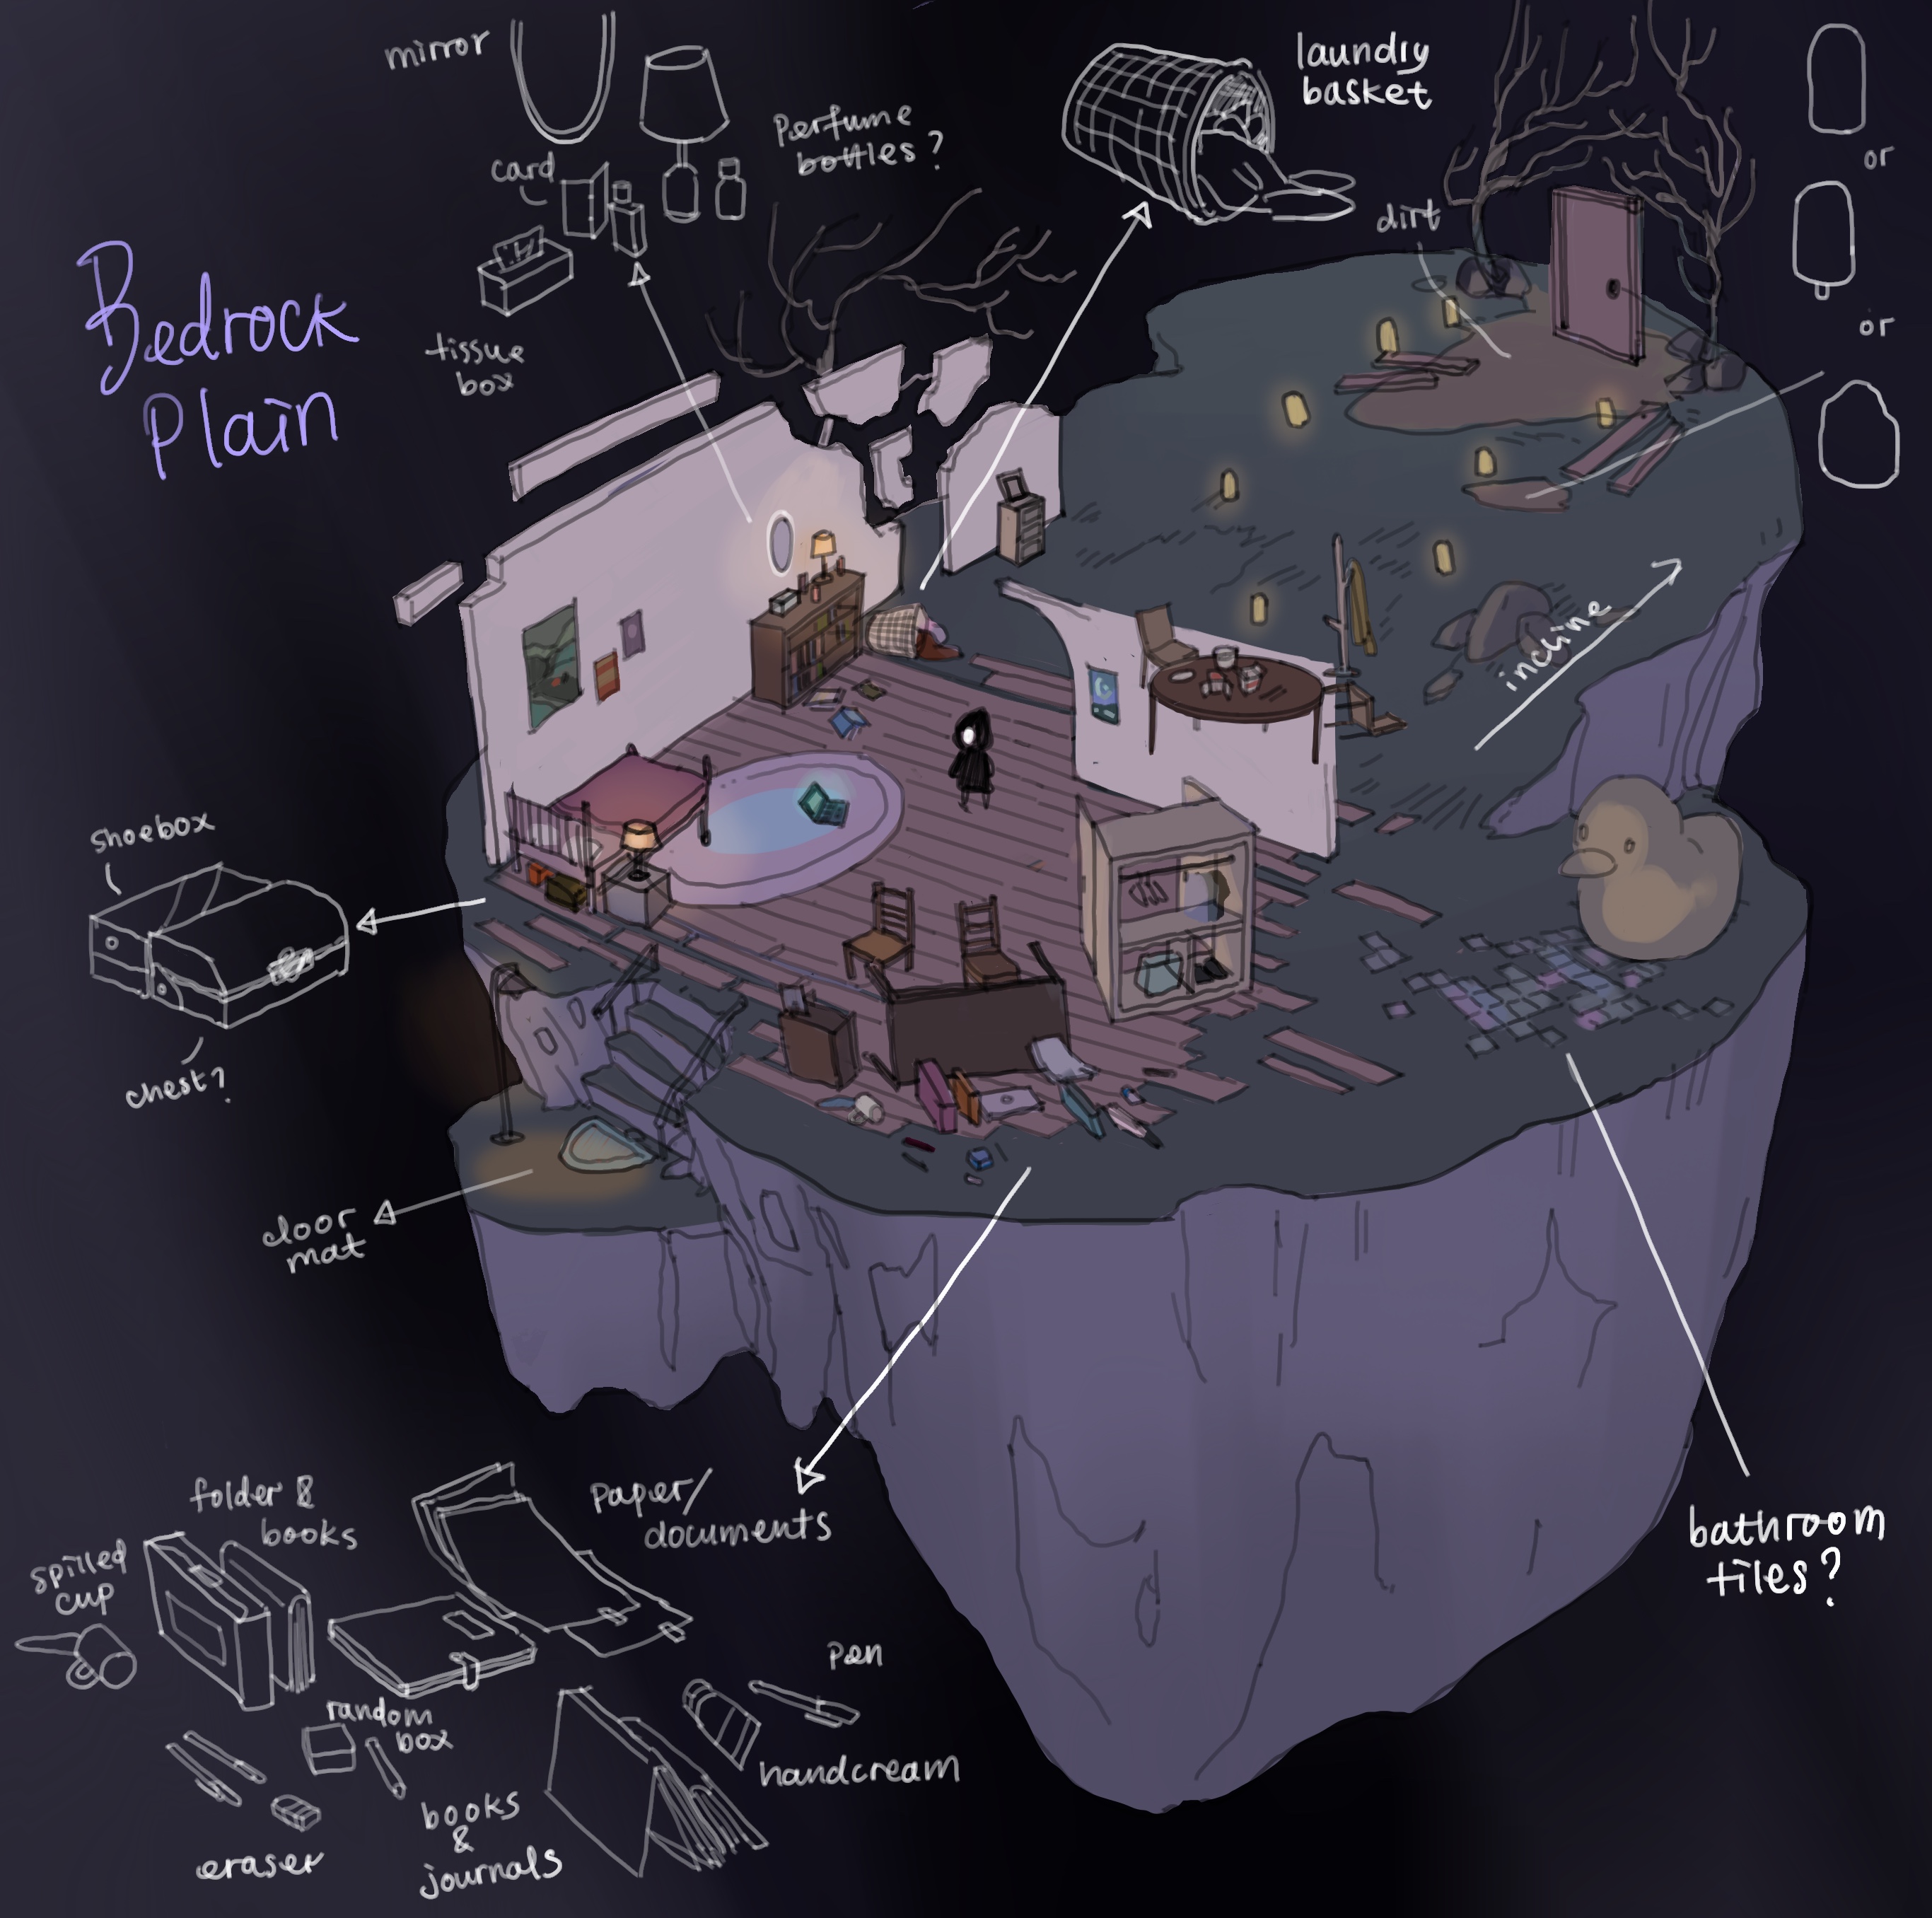 mirror
Perfume
bottles?
card
tissue
box
laundry
basket
dirt
or
or
Bedrock
Plain
incline
shoebox
chest?
door
mat
bathroom
tiles?
folder &
books
Paper/
documents
spilled
cup
random
box
pen
handcream
eraser
books
&
journals